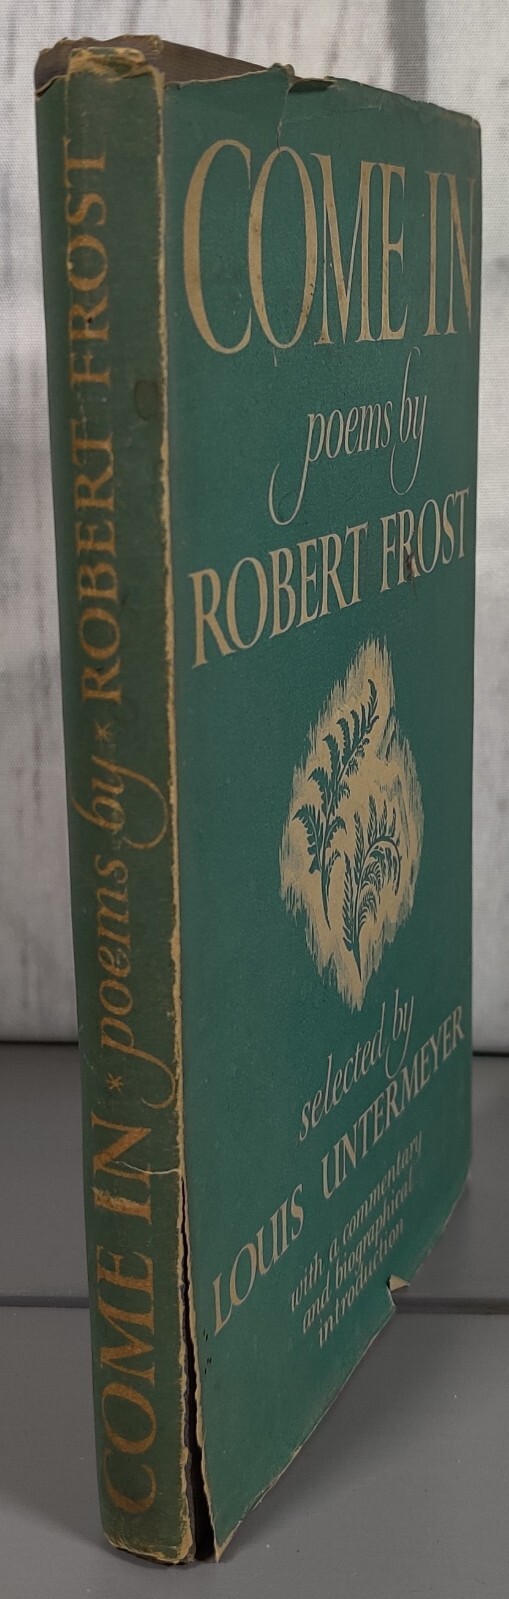 COME IN * poems by * ROBERT FROST
COME IN
poems by
ROBERT FROST
selected by
LOUIS UNTERMEYER
with a commentary
and biographical
introduction